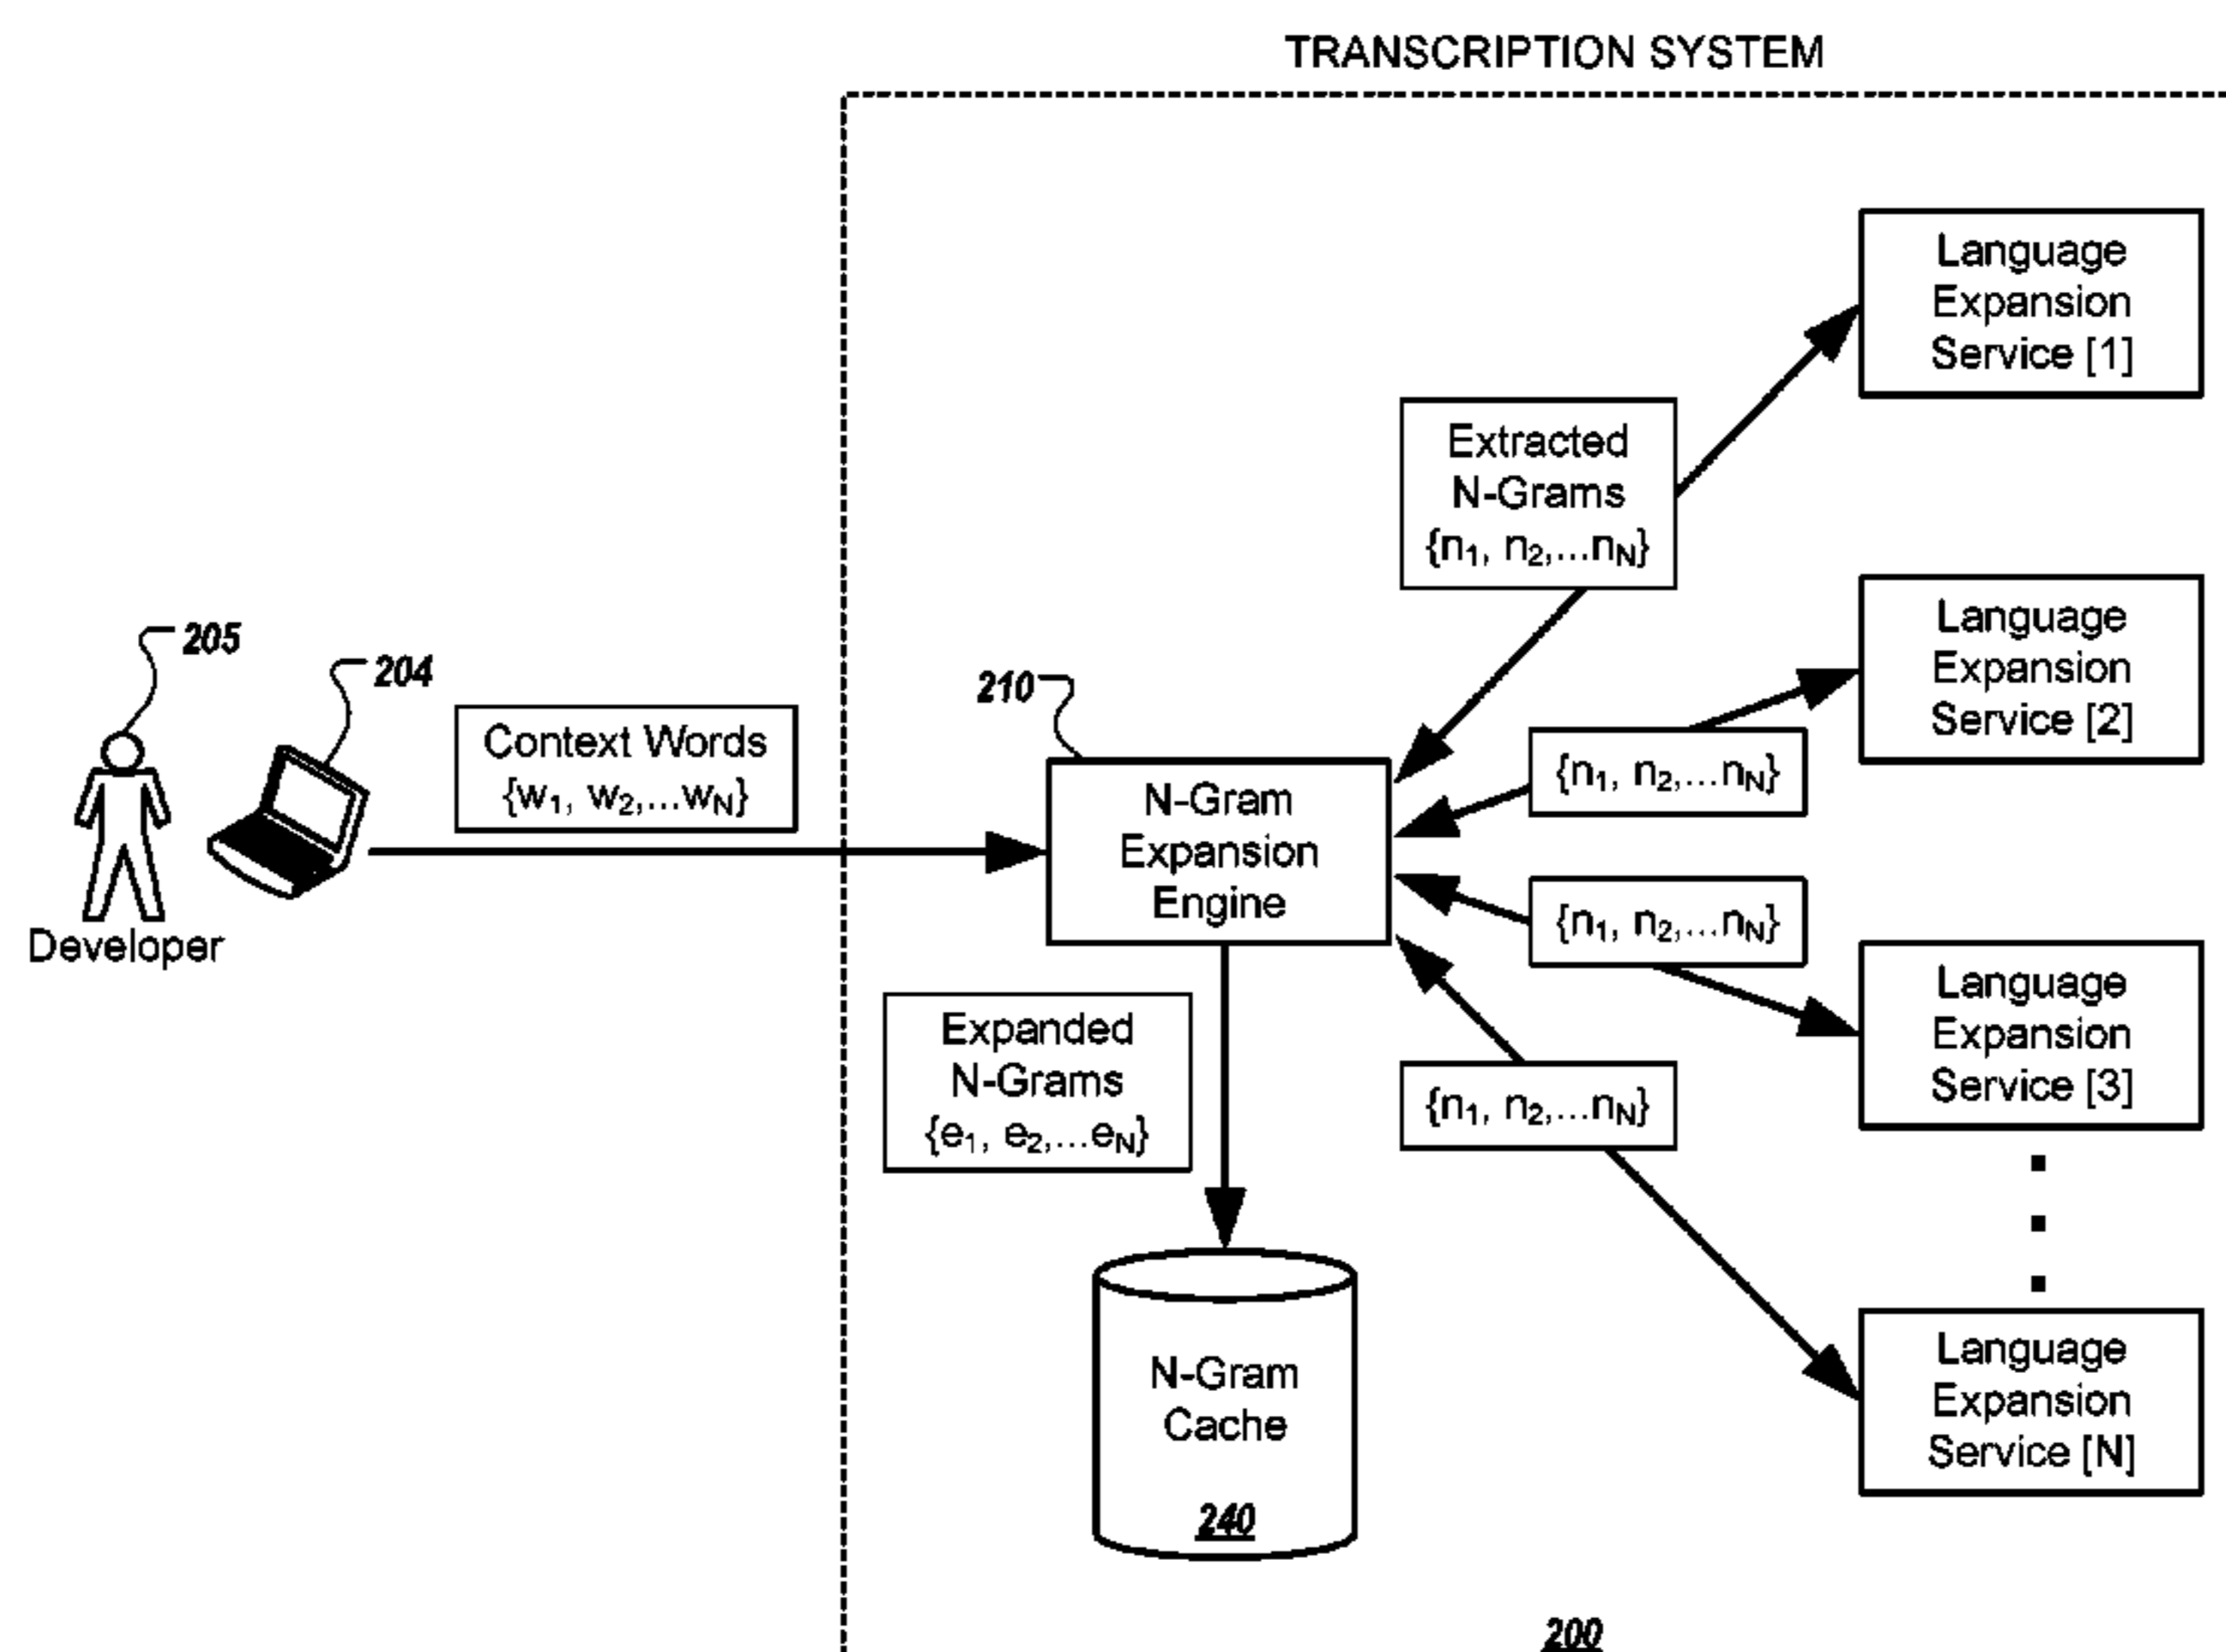 TRANSCRIPTION SYSTEM
Language
Expansion
Service [1]
Extracted
N-Grams
{n₁, n₂,...nN}
Language
Expansion
Service [2]
205
204
210
Context Words
{w₁, w₂,...wN}
{n₁, n₂,...nN}
N-Gram
Expansion
Engine
{n₁, n₂,...nN}
Developer
Language
Expansion
Service [3]
Expanded
N-Grams
{e₁, e₂,...eN}
{n₁, n₂,...nN}
N-Gram
Cache
240
Language
Expansion
Service [N]
200